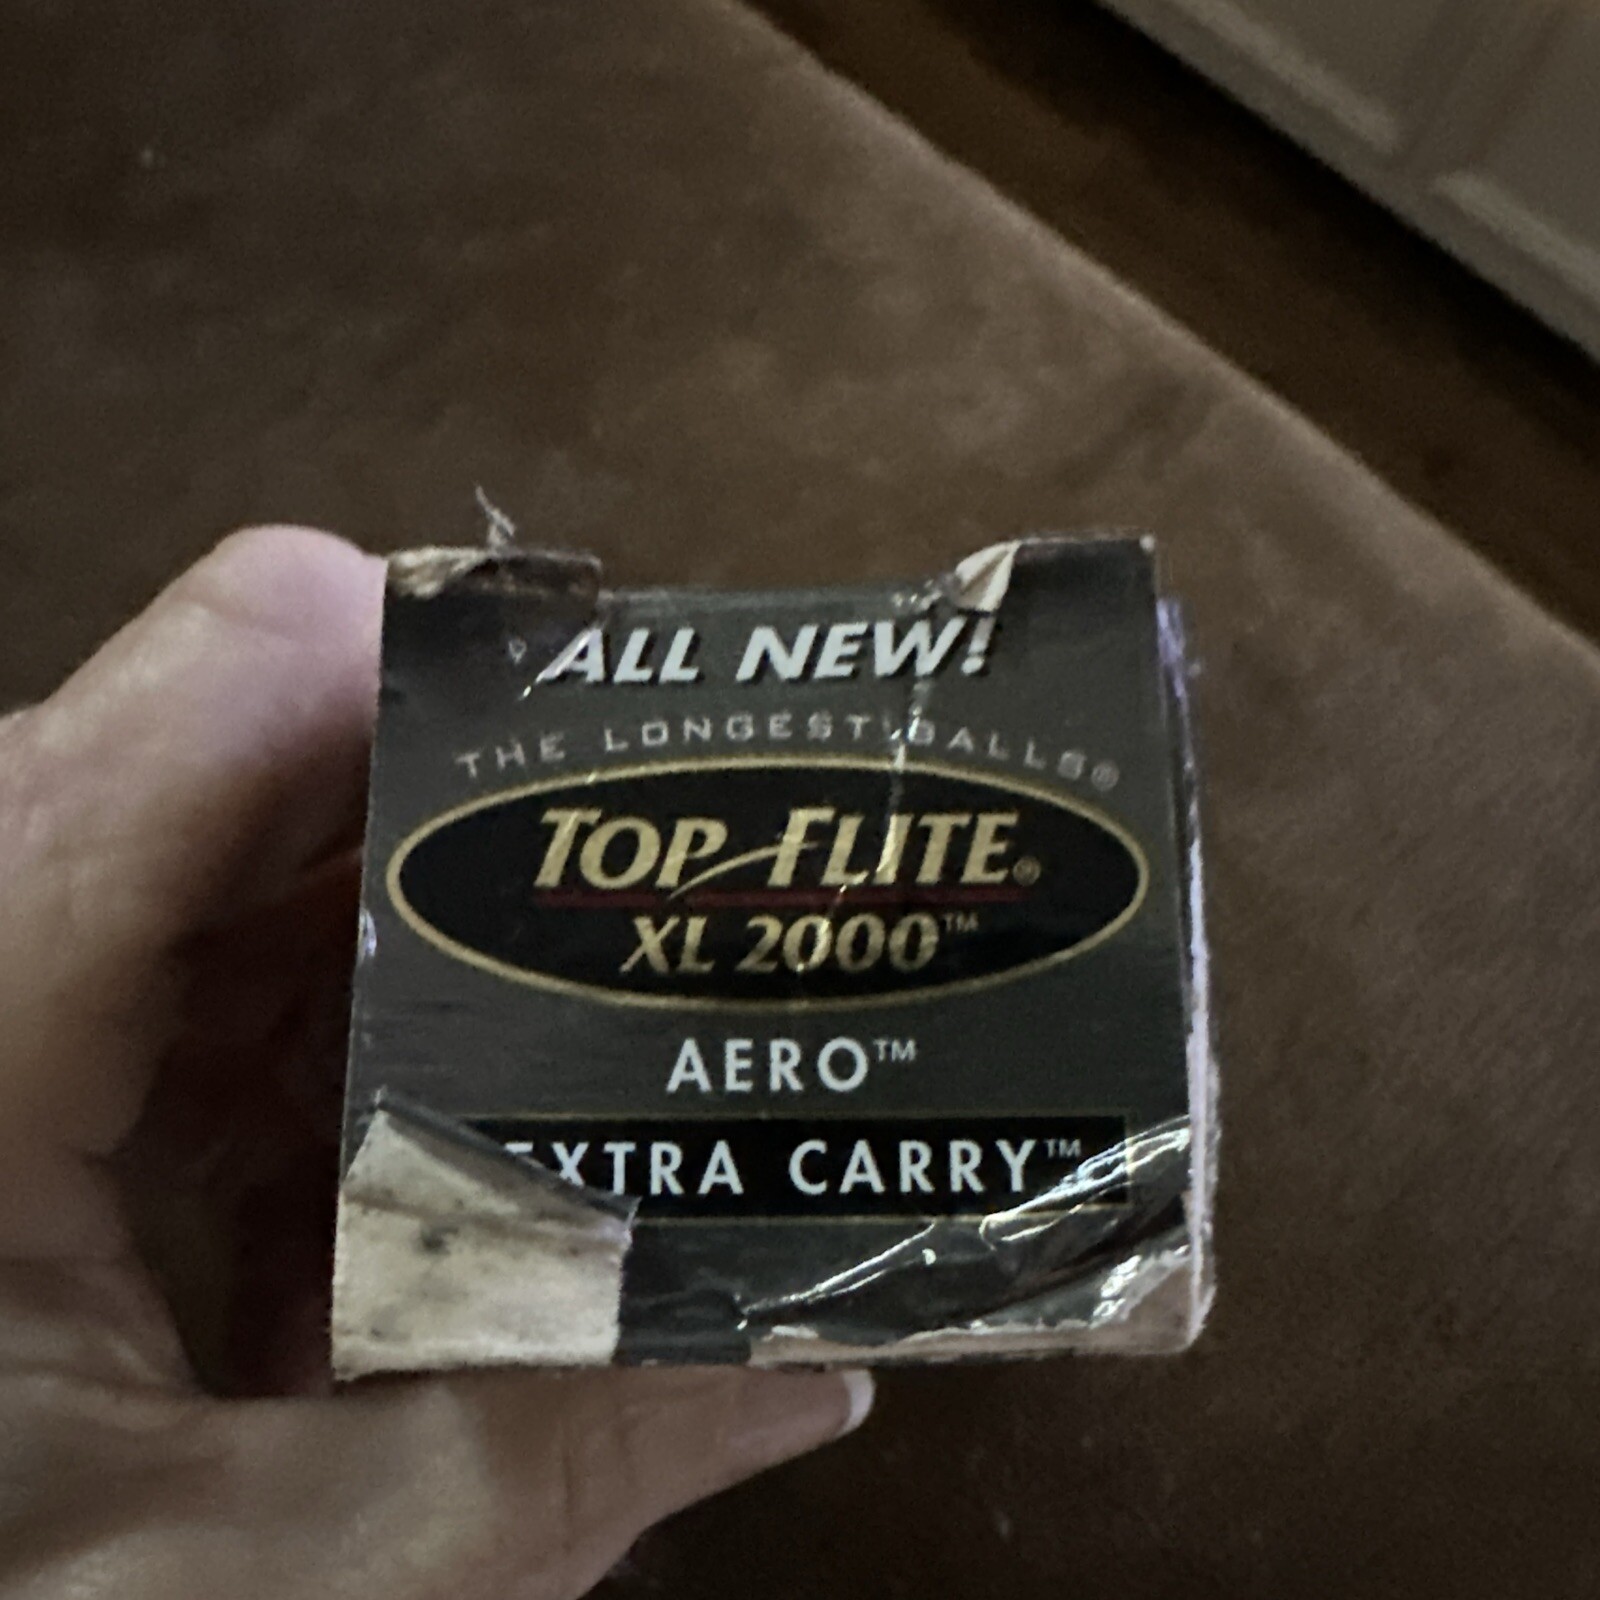 ALL NEW!
THE LONGEST BALLS®
TOP-FLITE®
XL 2000™
AERO™
EXTRA CARRY™